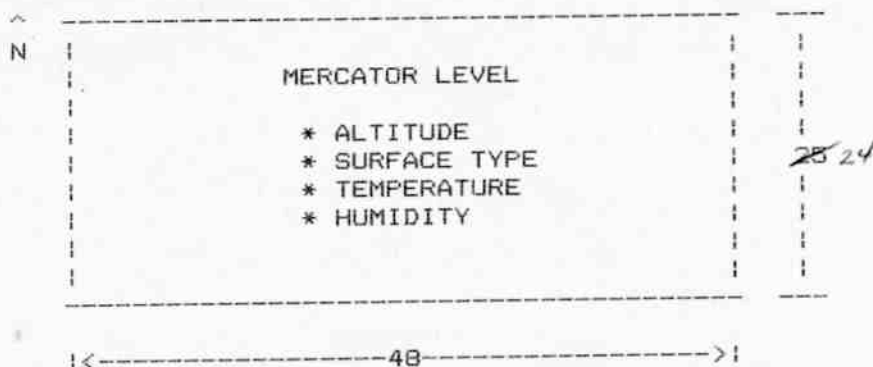 ^
N
MERCATOR LEVEL
* ALTITUDE
* SURFACE TYPE
* TEMPERATURE
* HUMIDITY
25 24
|<-----------------48----------------->|